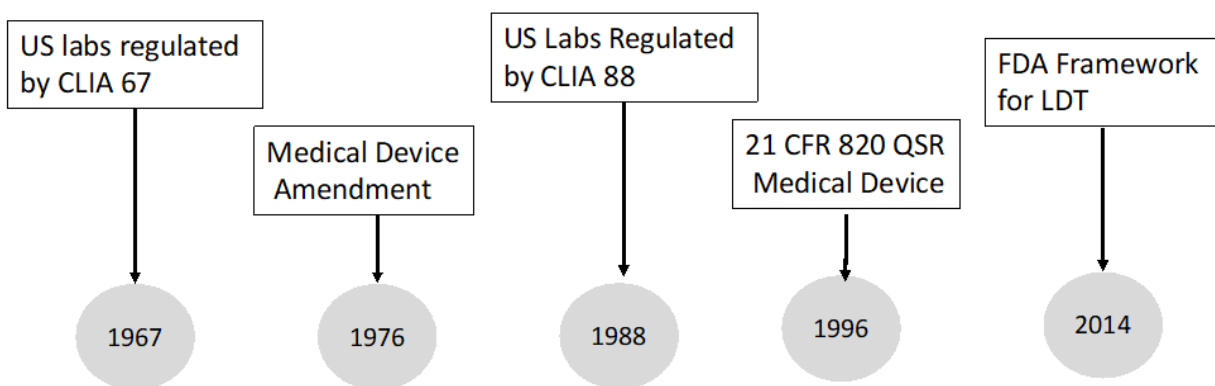 US labs regulated
by CLIA 67
Medical Device
Amendment
US Labs Regulated
by CLIA 88
21 CFR 820 QSR
Medical Device
FDA Framework
for LDT
1967
1976
1988
1996
2014